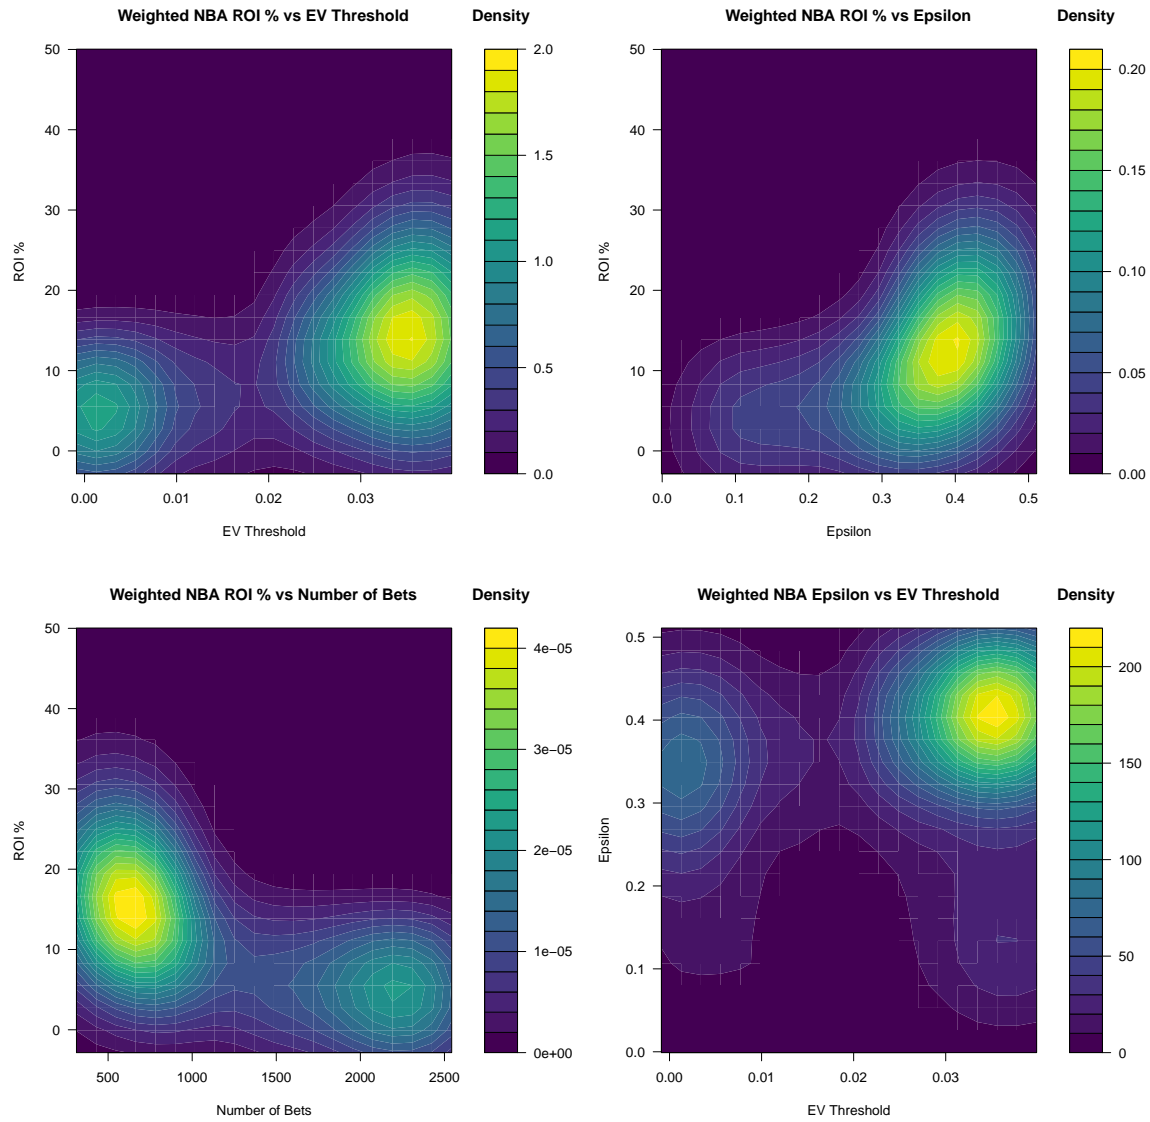 Weighted NBA ROI % vs EV Threshold
Density
50
40
30
20
10
0
ROI %
0.00 0.01 0.02 0.03
EV Threshold
2.0
1.5
1.0
0.5
0.0
Weighted NBA ROI % vs Epsilon
Density
50
40
30
20
10
0
ROI %
0.0 0.1 0.2 0.3 0.4 0.5
Epsilon
0.20
0.15
0.10
0.05
0.00
Weighted NBA ROI % vs Number of Bets
Density
50
40
30
20
10
0
ROI %
500 1000 1500 2000 2500
Number of Bets
4e−05
3e−05
2e−05
1e−05
0e+00
Weighted NBA Epsilon vs EV Threshold
Density
0.5
0.4
0.3
0.2
0.1
0.0
Epsilon
0.00 0.01 0.02 0.03
EV Threshold
200
150
100
50
0